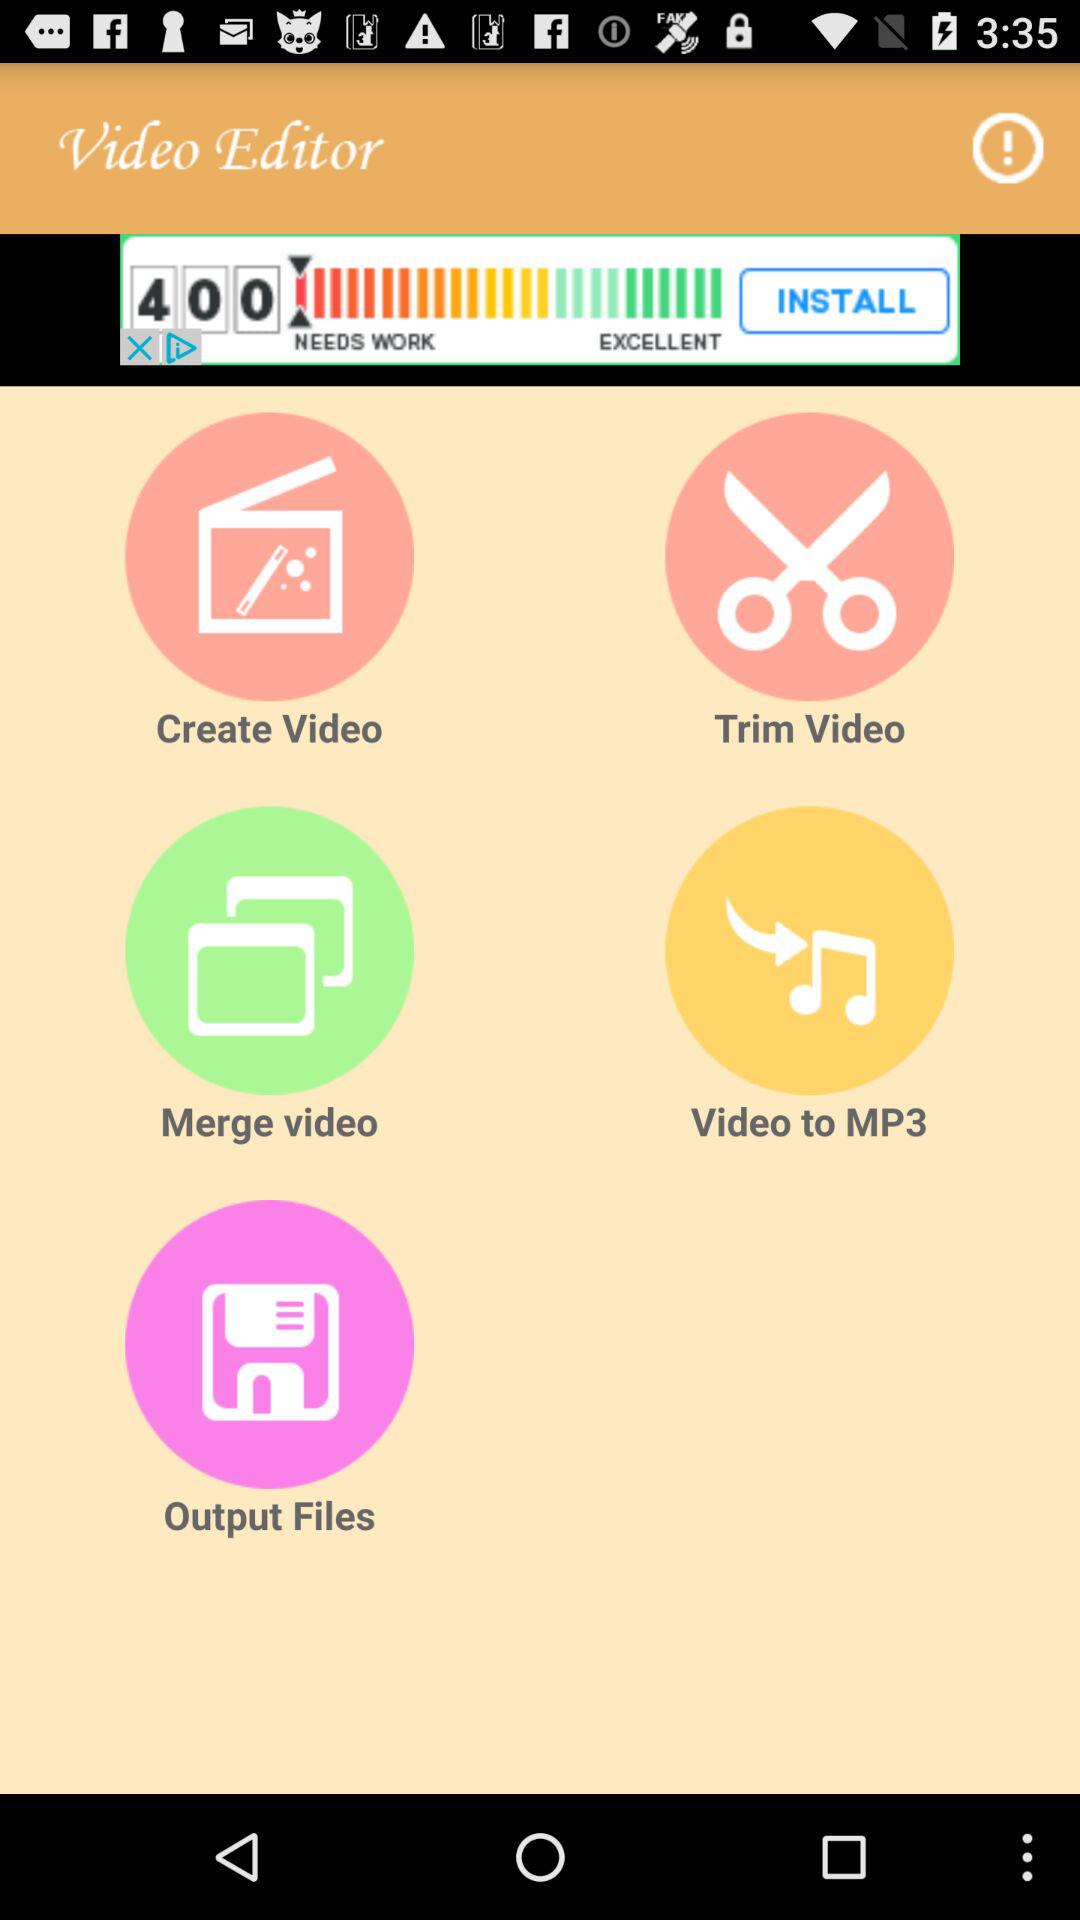 FAKE
3:35
Video Editor
400
NEEDS WORK
EXCELLENT
INSTALL
Create Video
Trim Video
Merge video
Video to MP3
Output Files